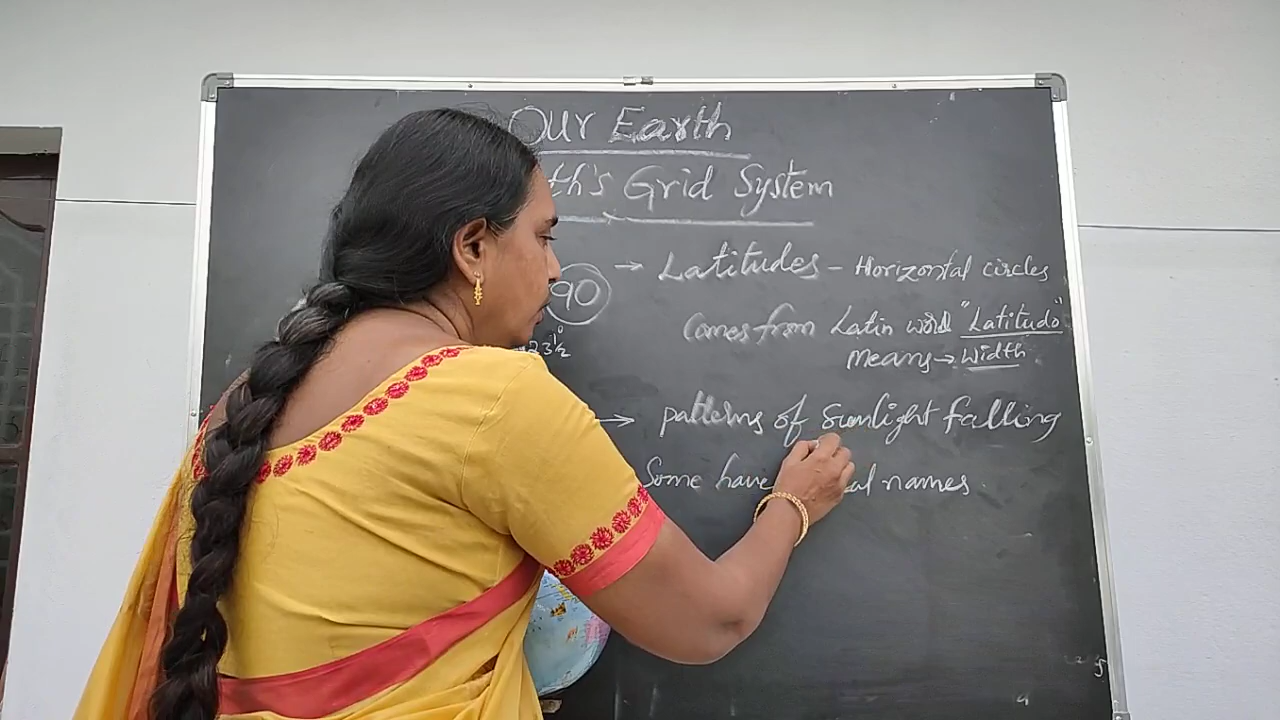 Our Earth
th's Grid System
90 → Latitudes – Horizontal circles
Comes from Latin word "Latitudo"
23½°
means → width.
→ patterns of sunlight falling
Some have al names.